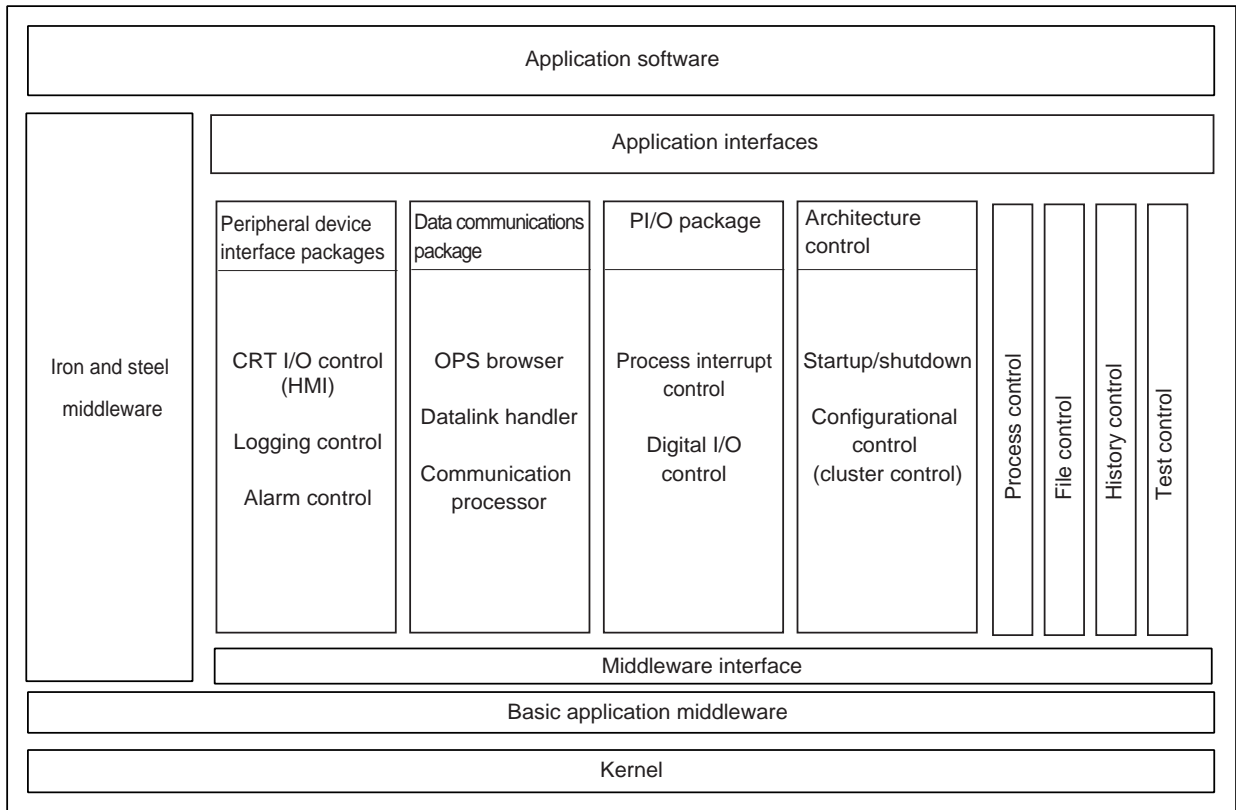 Application software
Application interfaces
Iron and steel
middleware
Peripheral device
interface packages
CRT I/O control
(HMI)
Logging control
Alarm control
Data communications
package
OPS browser
Datalink handler
Communication
processor
PI/O package
Process interrupt
control
Digital I/O
control
Architecture
control
Startup/shutdown
Configurational
control
(cluster control)
Process control
File control
History control
Test control
Middleware interface
Basic application middleware
Kernel